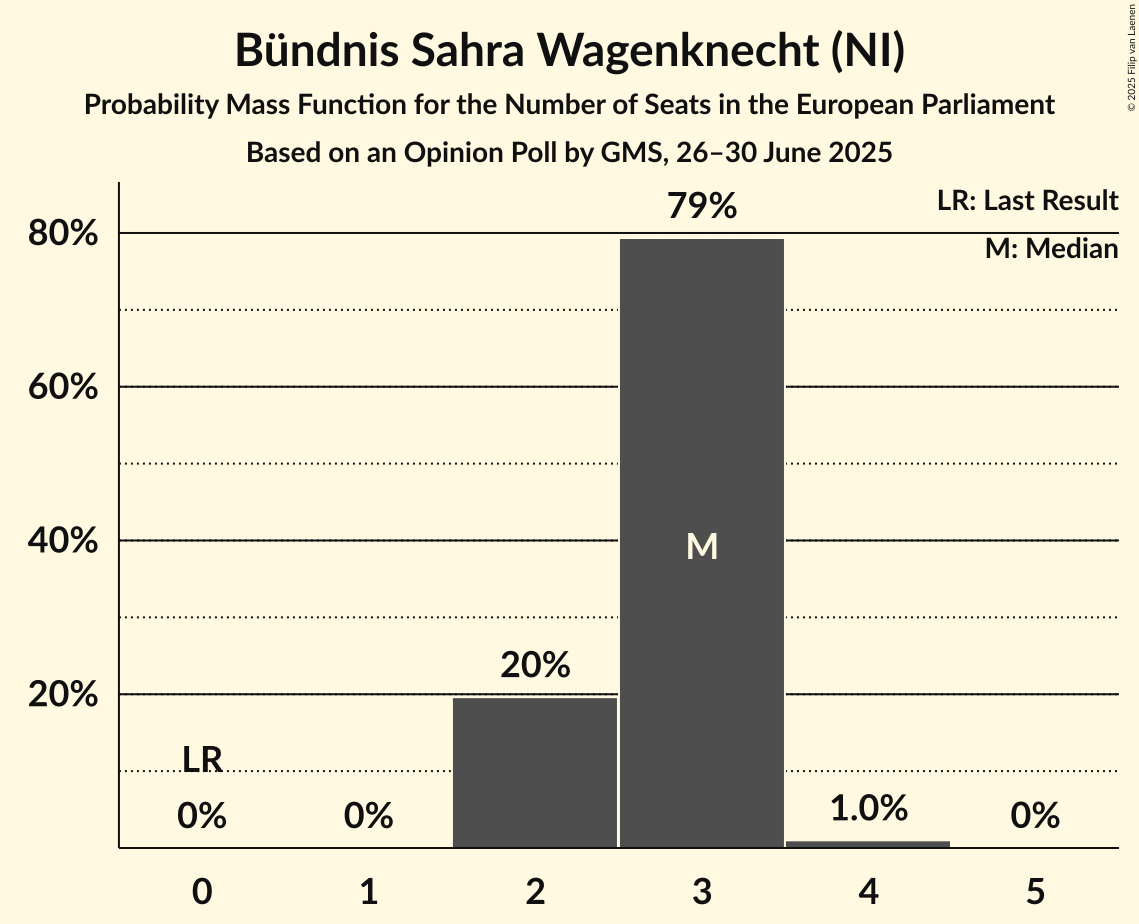 Bündnis Sahra Wagenknecht (NI)
Probability Mass Function for the Number of Seats in the European Parliament
Based on an Opinion Poll by GMS, 26–30 June 2025
© 2025 Filip van Laenen
LR: Last Result
M: Median
80%
60%
40%
20%
79%
M
20%
LR
0%
0%
1.0%
0%
0 1 2 3 4 5